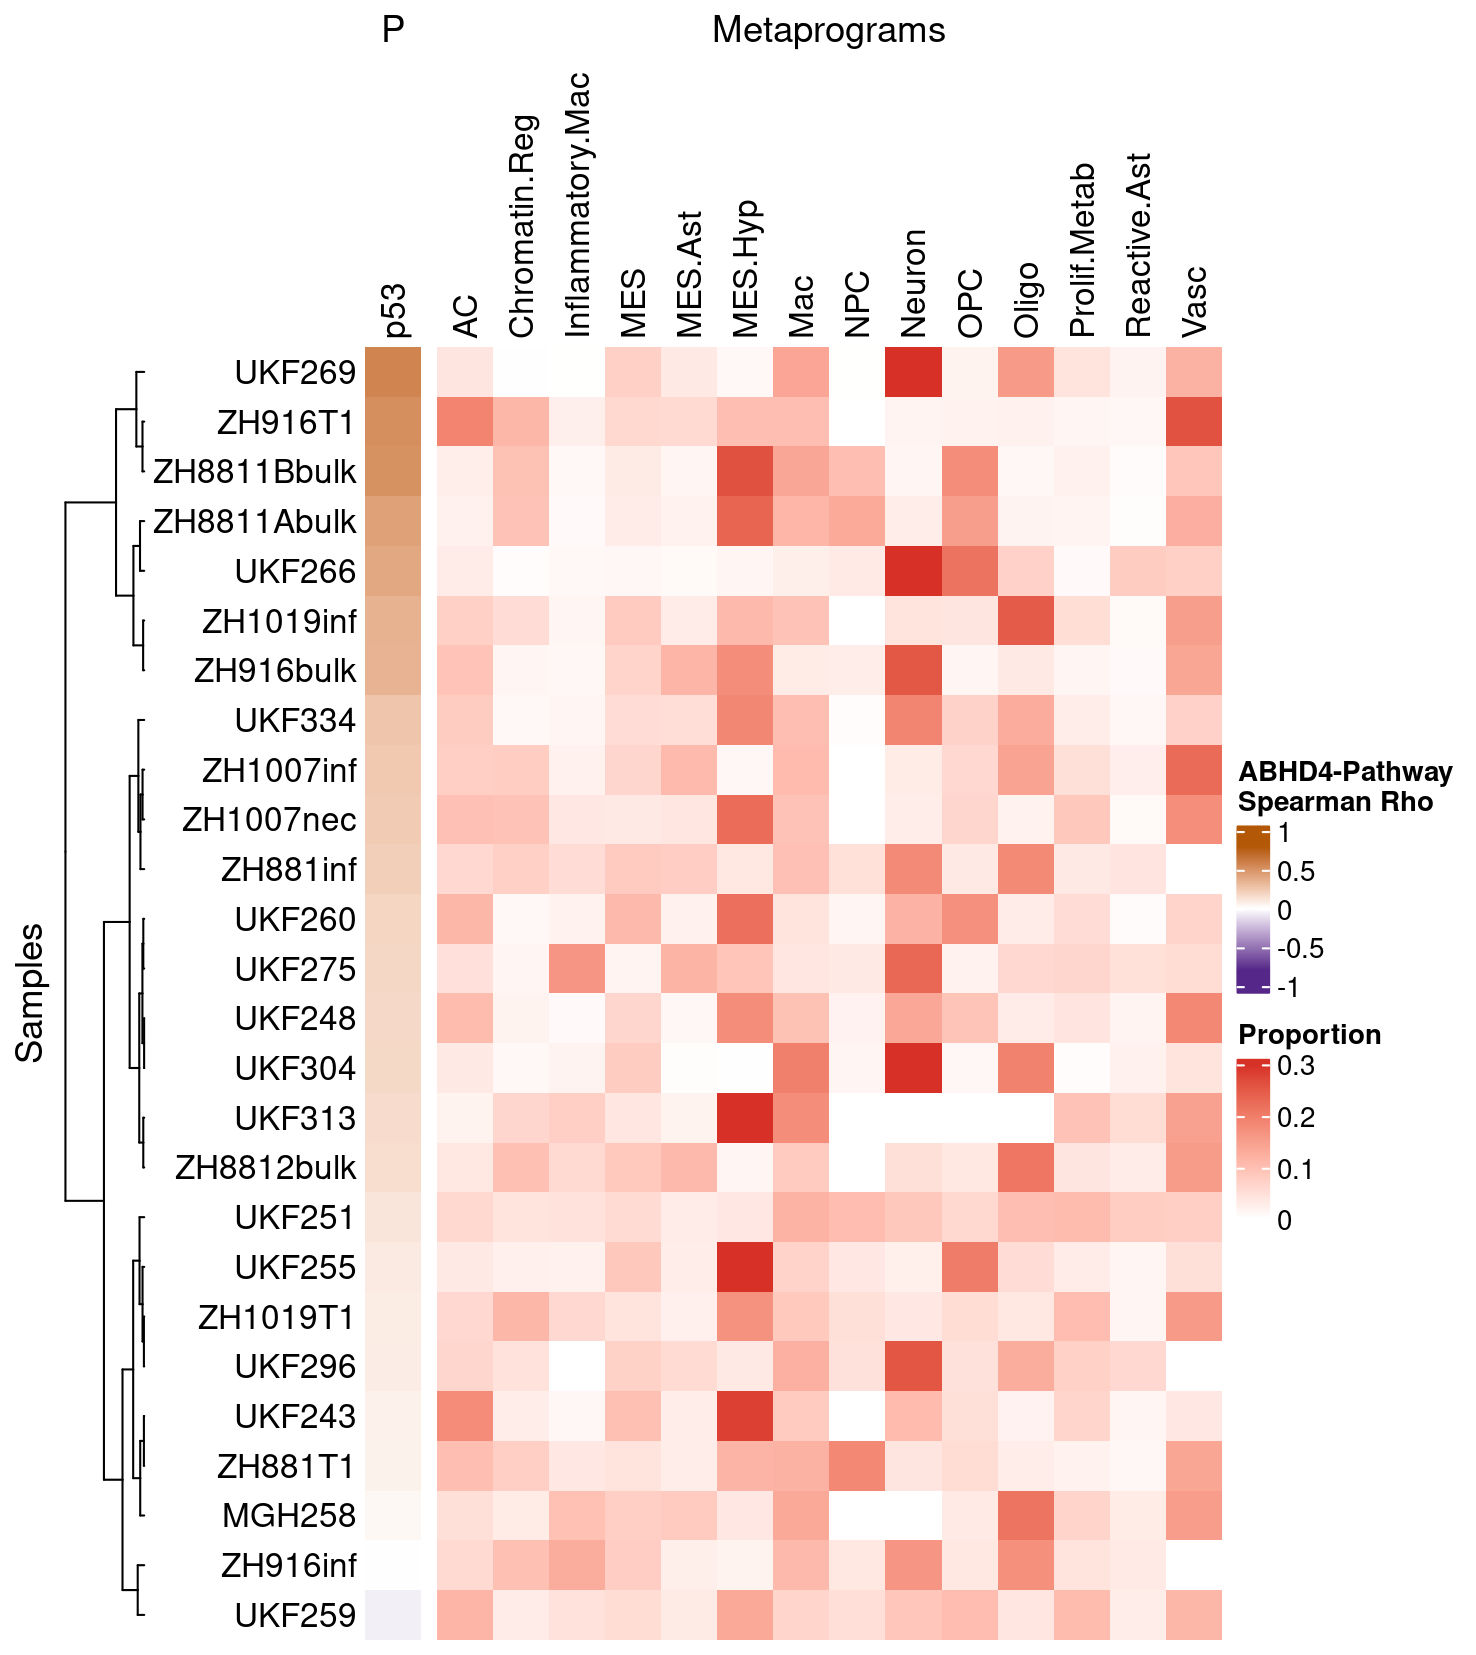 P Metaprograms
p53 AC Chromatin.Reg Inflammatory.Mac MES MES.Ast MES.Hyp Mac NPC Neuron OPC Oligo Prolif.Metab Reactive.Ast Vasc
Samples
UKF269
ZH916T1
ZH8811Bbulk
ZH8811Abulk
UKF266
ZH1019inf
ZH916bulk
UKF334
ZH1007inf
ZH1007nec
ZH881inf
UKF260
UKF275
UKF248
UKF304
UKF313
ZH8812bulk
UKF251
UKF255
ZH1019T1
UKF296
UKF243
ZH881T1
MGH258
ZH916inf
UKF259
ABHD4-Pathway
Spearman Rho
1
0.5
0
-0.5
-1
Proportion
0.3
0.2
0.1
0